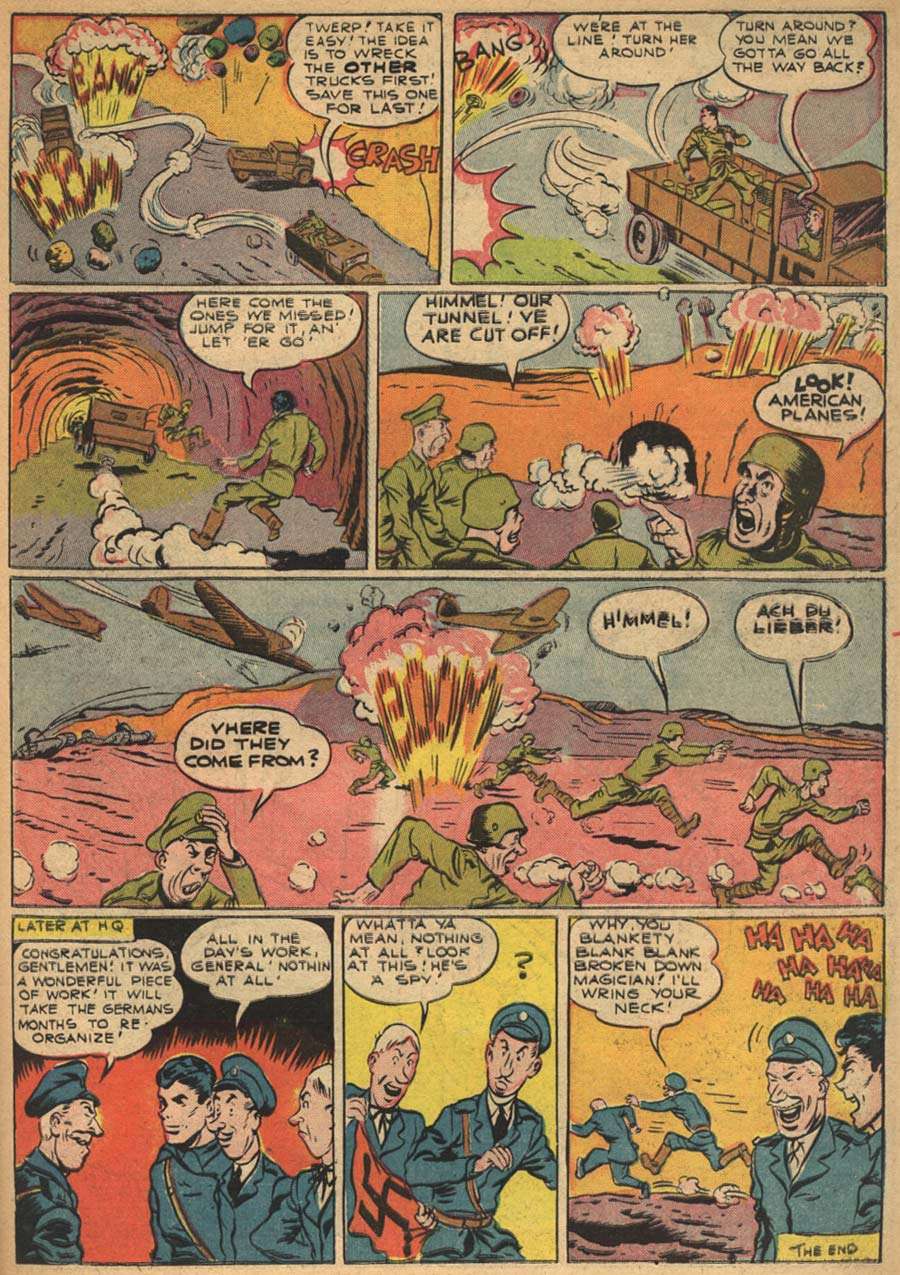 BANG
BOM
TWERP! TAKE IT
EASY! THE IDEA
IS TO WRECK
THE OTHER
TRUCKS FIRST!
SAVE THIS ONE
FOR LAST!
CRASH
BANG
WERE AT THE
LINE! TURN HER
AROUND'
TURN AROUND?
YOU MEAN WE
GOTTA GO ALL
THE WAY BACK?
HERE COME THE
ONES WE MISSED!
JUMP FOR IT, AN'
LET 'ER GO'
HIMMEL! OUR
TUNNEL! VE
ARE CUT OFF!
LOOK!
AMERICAN
PLANES!
VHERE
DID THEY
COME FROM?
HIMMEL!
ACH DU
LIEBER!
LATER AT HQ
CONGRATULATIONS,
GENTLEMEN! IT WAS
A WONDERFUL PIECE
OF WORK! IT WILL
TAKE THE GERMANS
MONTHS TO RE-
ORGANIZE!
ALL IN THE
DAY'S WORK,
GENERAL! NOTHIN
AT ALL'
WHATTA YA
MEAN, NOTHING
AT ALL? LOOK
AT THIS! HE'S
A SPY!
?
WHY, YOU
BLANKETY
BLANK BLANK
BROKEN DOWN
MAGICIAN! I'LL
WRING YOUR
NECK!
HA HA HA
HA HAHA
HA HA HA
THE END